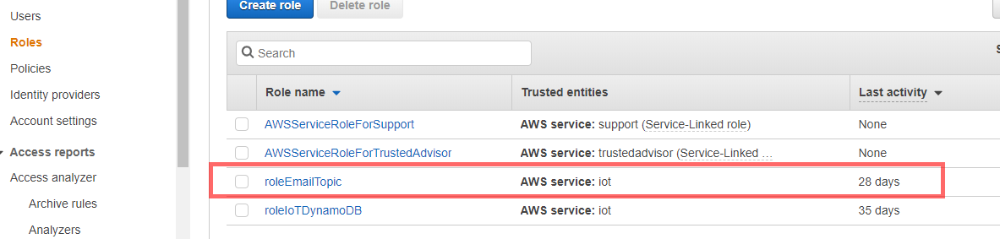 Users
Roles
Policies
Identity providers
Account settings
Access reports
Access analyzer
Archive rules
Analyzers
Create role Delete role
Search
Role name Trusted entities Last activity
AWSServiceRoleForSupport AWS service: support (Service-Linked role) None
AWSServiceRoleForTrustedAdvisor AWS service: trustedadvisor (Service-Linked … None
roleEmailTopic AWS service: iot 28 days
roleIoTDynamoDB AWS service: iot 35 days